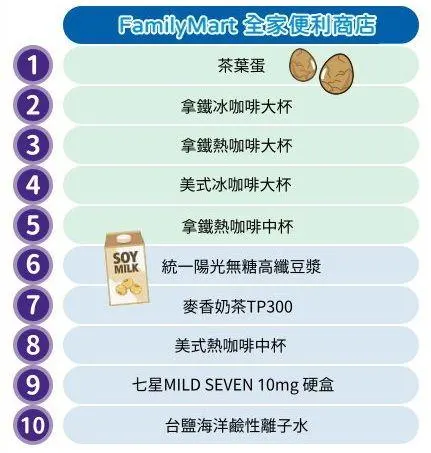 FamilyMart 全家便利商店
1 茶葉蛋
2 拿鐵冰咖啡大杯
3 拿鐵熱咖啡大杯
4 美式冰咖啡大杯
5 拿鐵熱咖啡中杯
SOY
MILK
6 統一陽光無糖高纖豆漿
7 麥香奶茶TP300
8 美式熱咖啡中杯
9 七星MILD SEVEN 10mg 硬盒
10 台鹽海洋鹼性離子水